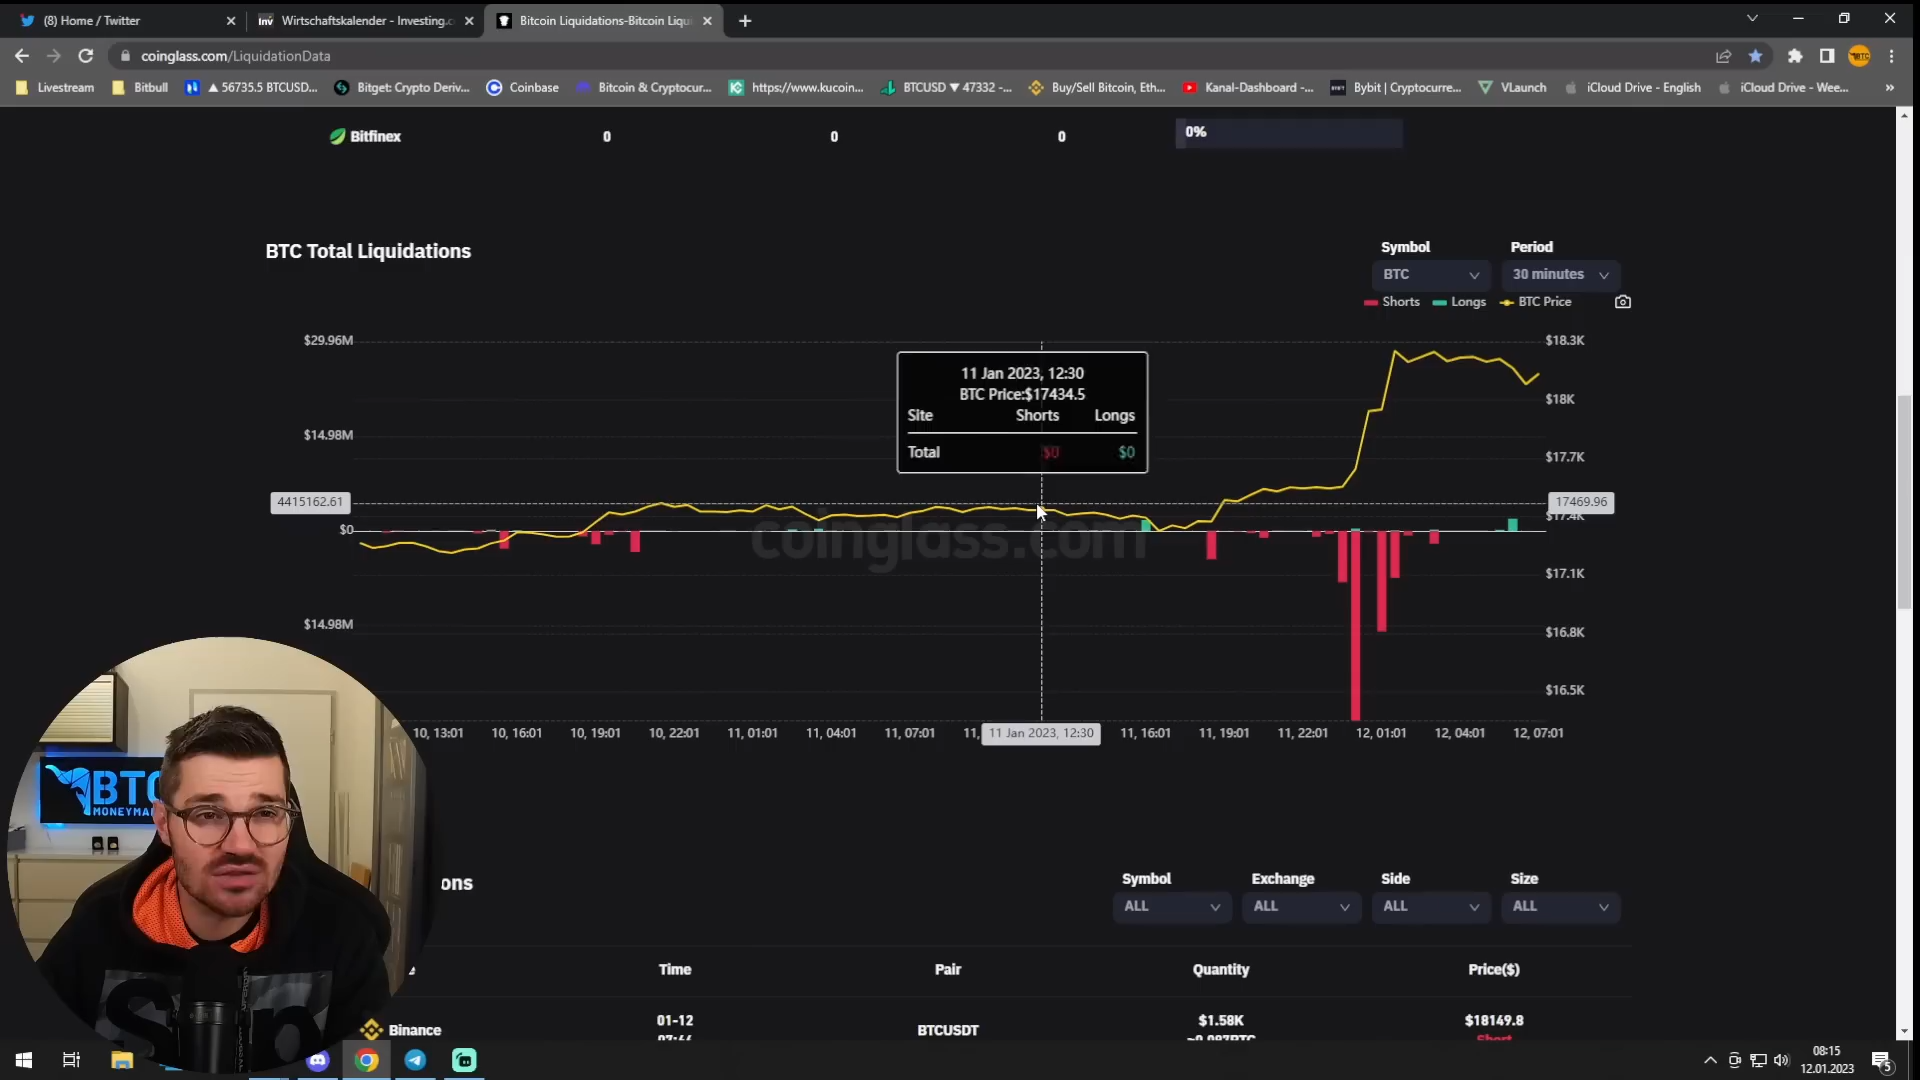 (8) Home / Twitter
Inv Wirtschaftskalender - Investing.c
Bitcoin Liquidations-Bitcoin Liqu
coinglass.com/LiquidationData
Livestream
Bitbull
▲ 56735.5 BTCUSD...
Bitget: Crypto Deriv...
Coinbase
Bitcoin & Cryptocur...
https://www.kucoin...
BTCUSD ▼ 47332 -...
Buy/Sell Bitcoin, Eth...
Kanal-Dashboard -...
Bybit | Cryptocurre...
VLaunch
iCloud Drive - English
iCloud Drive - Wee...
»
Bitfinex 0 0 0 0%
BTC Total Liquidations
Symbol Period
BTC 30 minutes
Shorts Longs BTC Price
$29.96M $18.3K
11 Jan 2023, 12:30
BTC Price:$17434.5
Site Shorts Longs
Total $0 $0
$18K
$14.98M
$17.7K
4415162.61 17469.96
$17.4K
$0
coinglass.com
$17.1K
$14.98M $16.8K
$16.5K
10, 13:01 10, 16:01 10, 19:01 10, 22:01 11, 01:01 11, 04:01 11, 07:01 11, 11 Jan 2023, 12:30 11, 16:01 11, 19:01 11, 22:01 12, 01:01 12, 04:01 12, 07:01
BTC
MONEYMA
ons
Symbol Exchange Side Size
ALL ALL ALL ALL
Time Pair Quantity Price($)
Binance 01-12 BTCUSDT $1.58K $18149.8
Short
08:15
12.01.2023
5